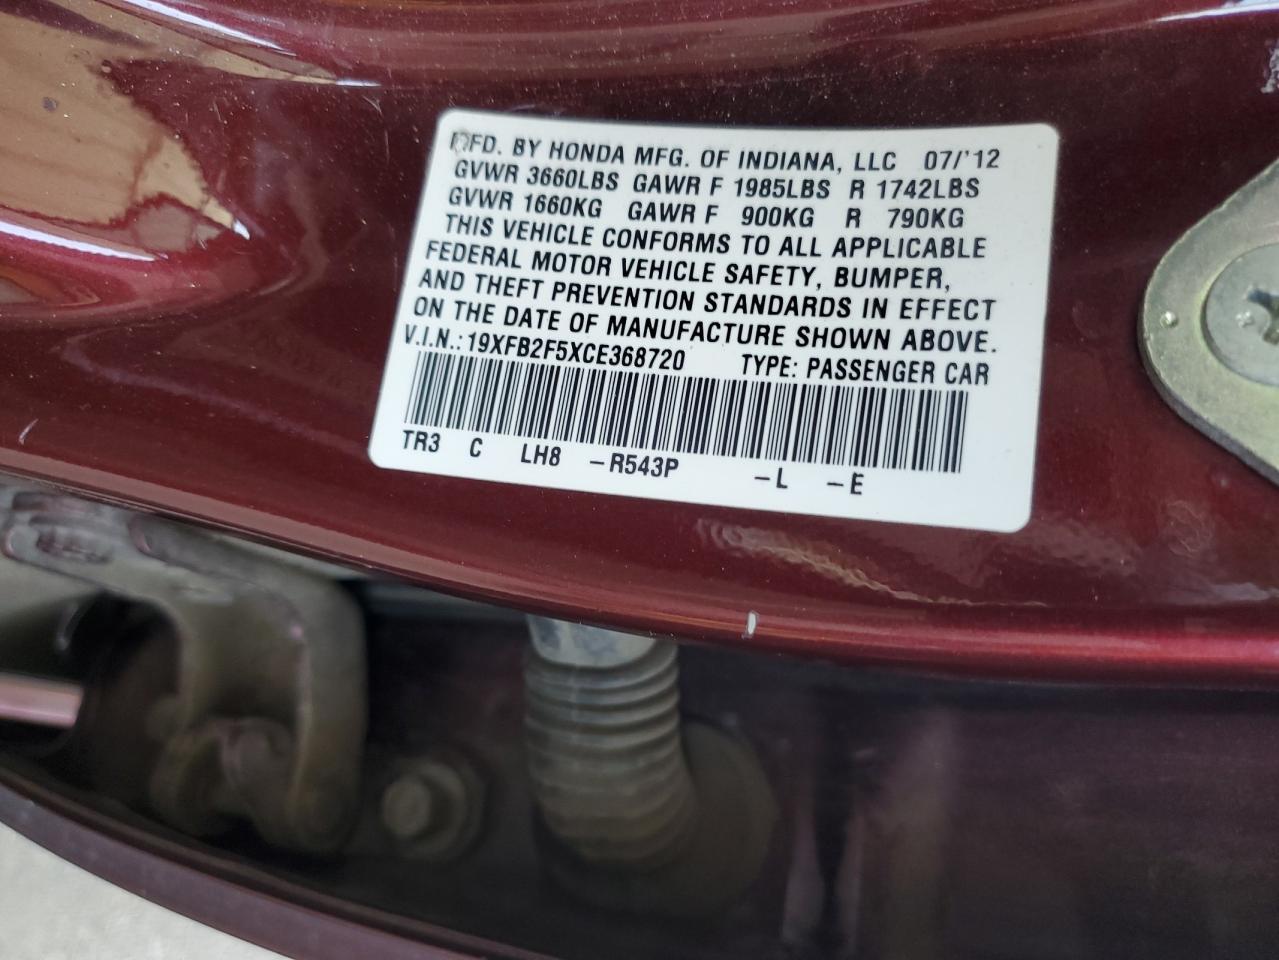 MFD. BY HONDA MFG. OF INDIANA, LLC 07/'12
GVWR 3660LBS GAWR F 1985LBS R 1742LBS
GVWR 1660KG GAWR F 900KG R 790KG
THIS VEHICLE CONFORMS TO ALL APPLICABLE
FEDERAL MOTOR VEHICLE SAFETY, BUMPER,
AND THEFT PREVENTION STANDARDS IN EFFECT
ON THE DATE OF MANUFACTURE SHOWN ABOVE.
V.I.N.: 19XFB2F5XCE368720 TYPE: PASSENGER CAR
TR3 C LH8 -R543P -L -E